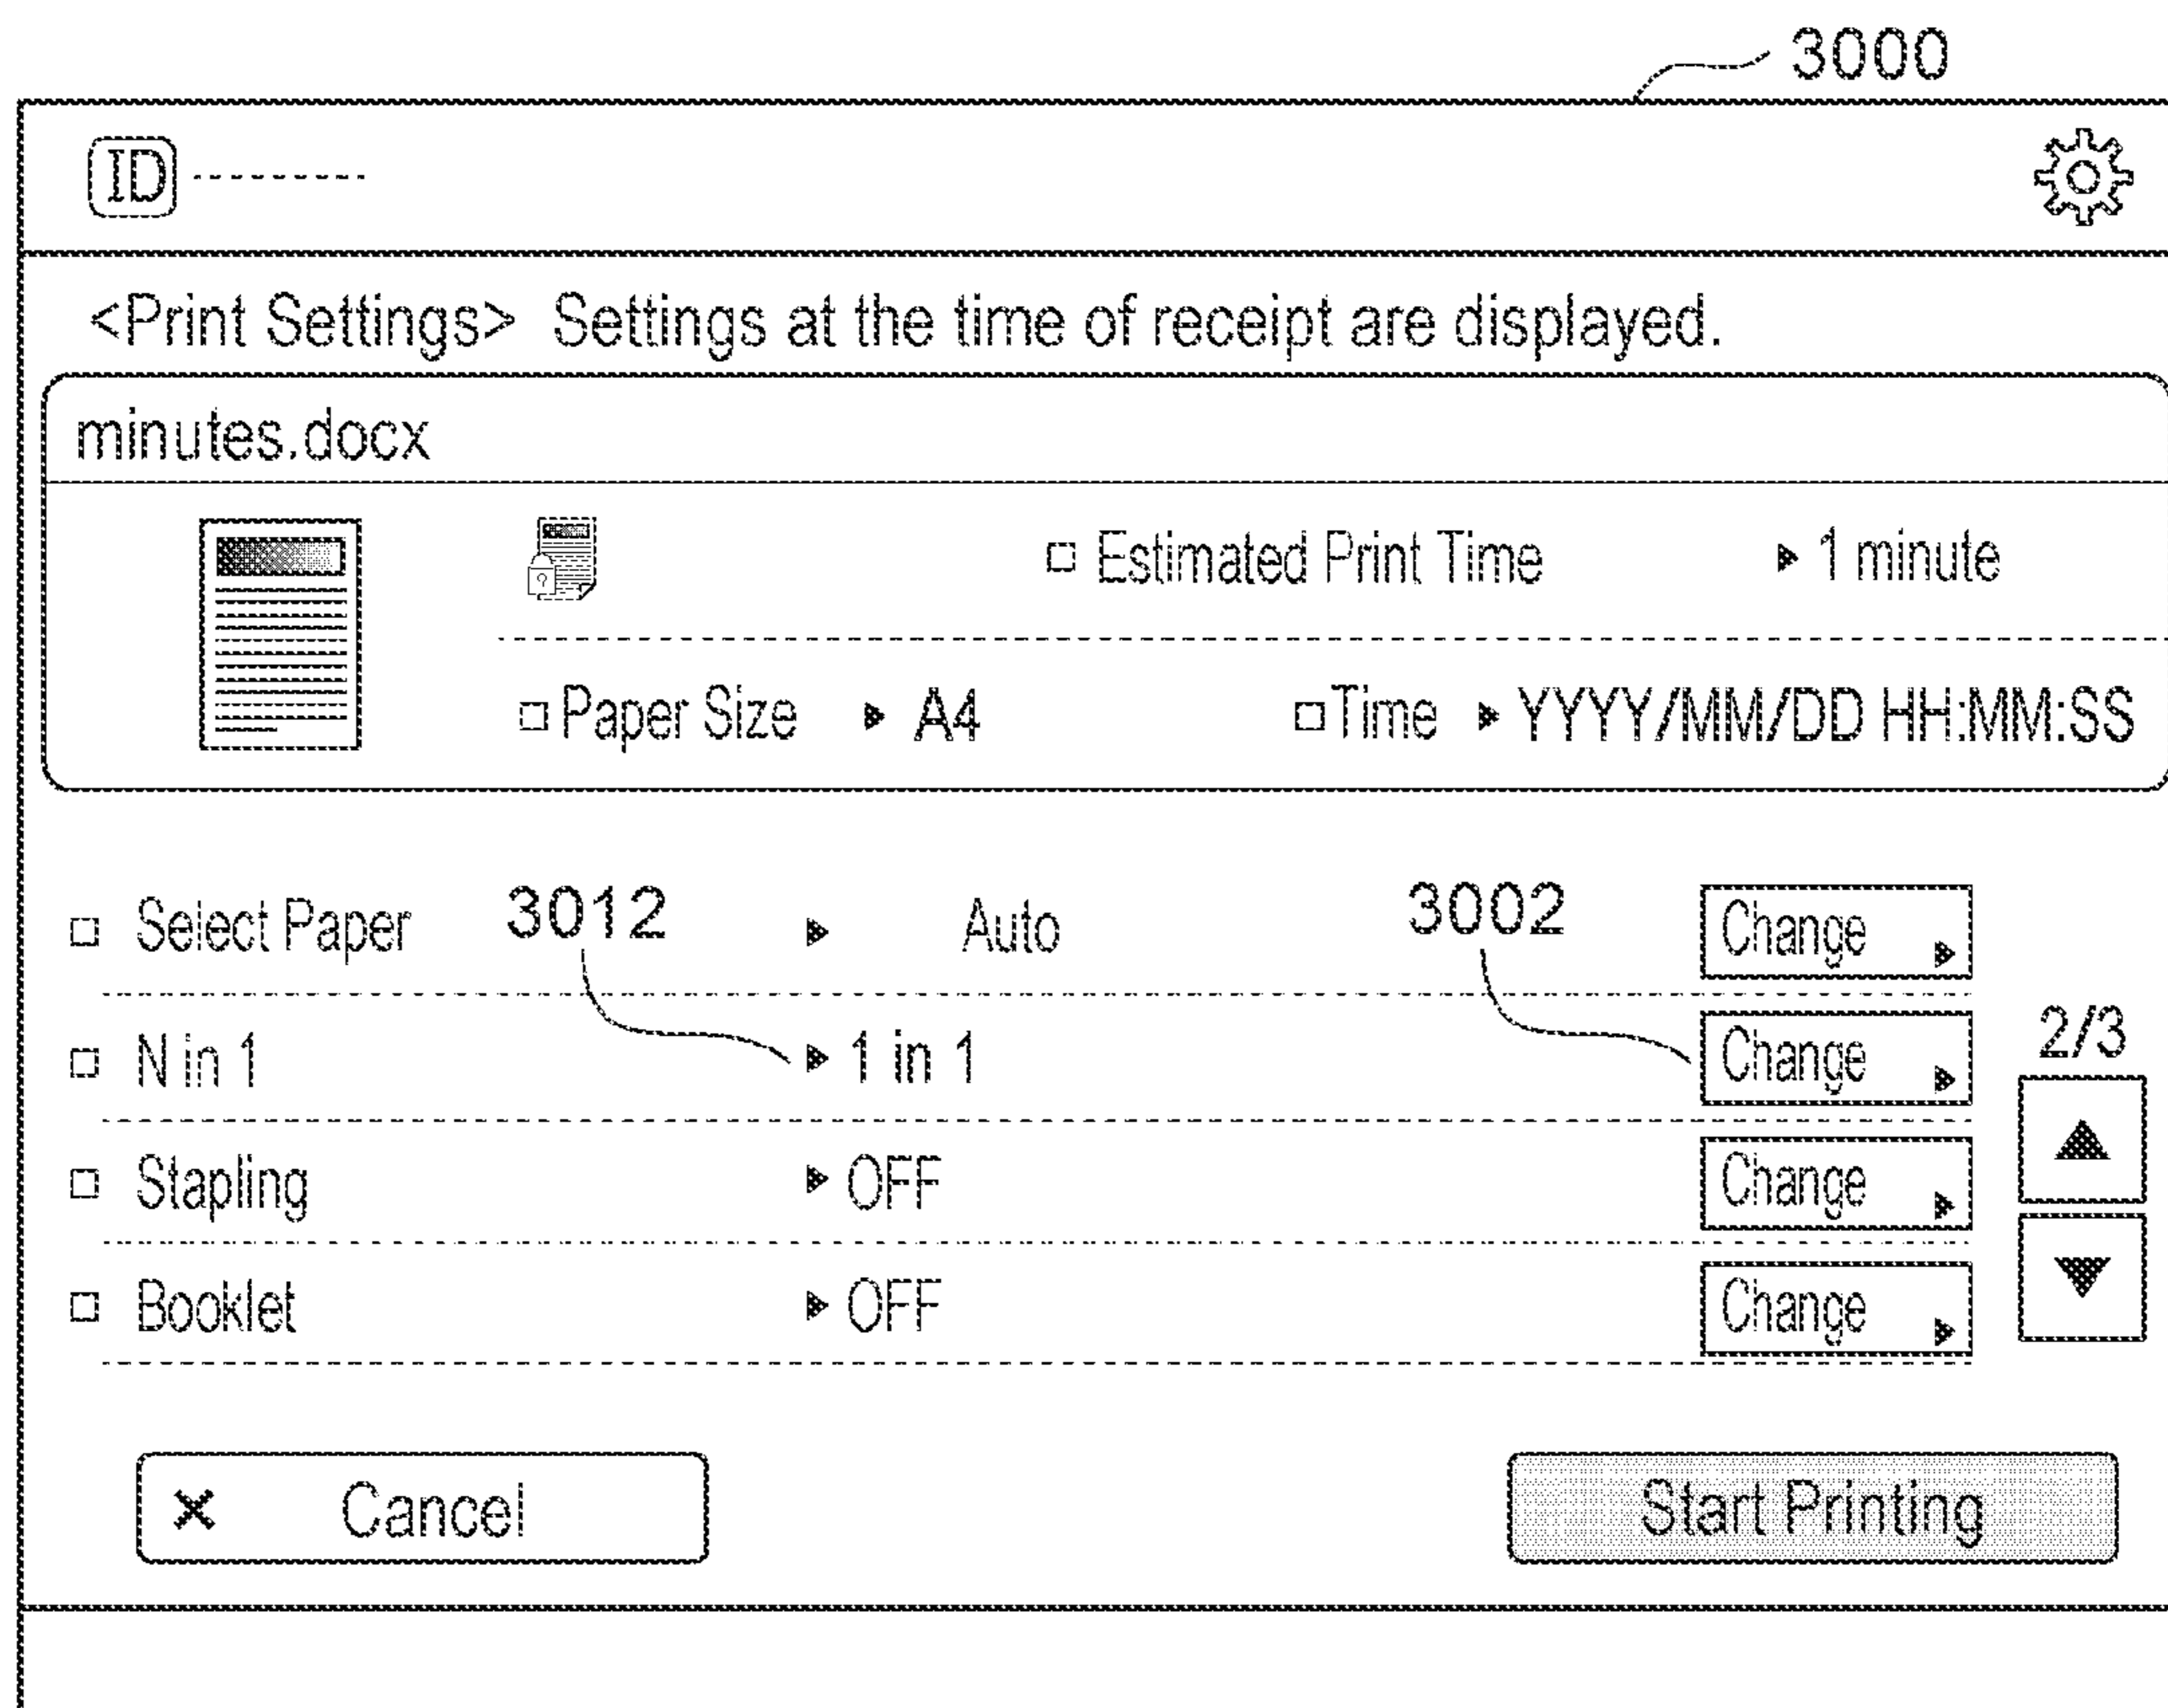 3000
ID ---------
<Print Settings> Settings at the time of receipt are displayed.
minutes.docx
Estimated Print Time 1 minute
Paper Size A4 Time YYYY/MM/DD HH:MM:SS
Select Paper 3012 Auto 3002 Change
N in 1 1 in 1 Change 2/3
Stapling OFF Change
Booklet OFF Change
× Cancel Start Printing